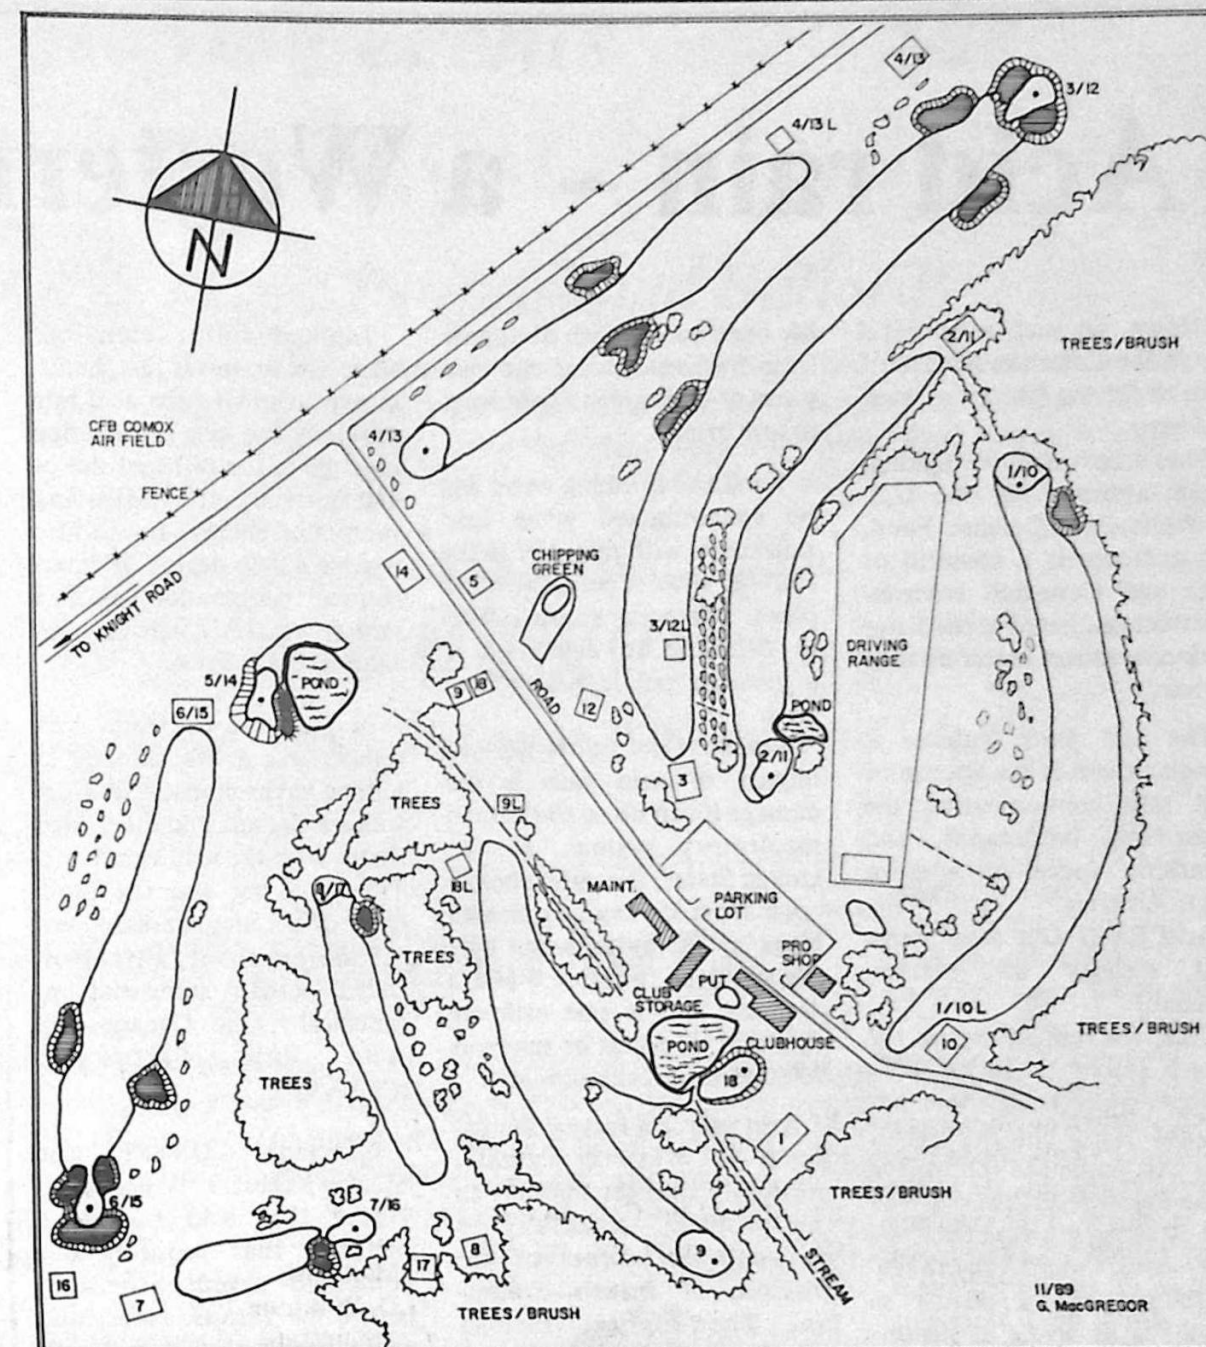 4/13
3/12
4/13 L
N
2/11
TREES/BRUSH
CFB COMOX
AIR FIELD
4/13
1/10
FENCE
14
5
CHIPPING
GREEN
TO KNIGHT ROAD
3/12L
DRIVING
RANGE
5/14
POND
6/15
9
18
ROAD
12
POND
2/11
3
TREES
9L
18L
8/17
MAINT.
PARKING
LOT
TREES
PRO
SHOP
CLUB
STORAGE
PUT.
1/10 L
10
TREES/BRUSH
POND
CLUBHOUSE
18
TREES
1
6/15
7/16
TREES/BRUSH
9
8
17
16
7
STREAM
TREES/BRUSH
11/89
G. MacGREGOR